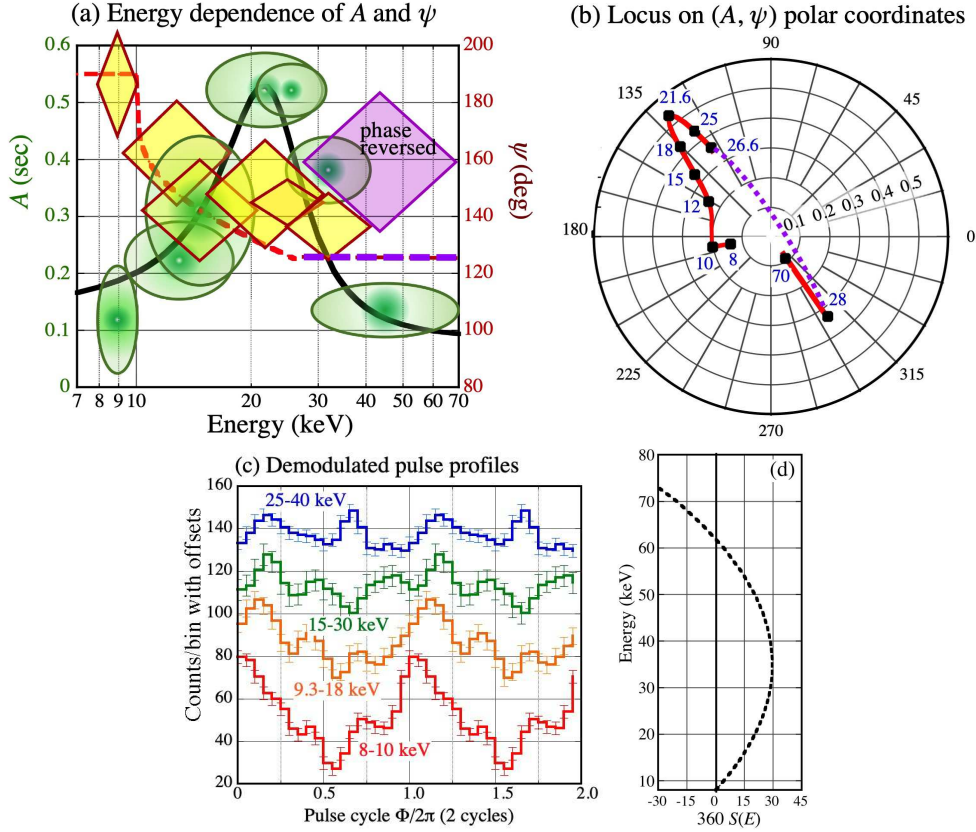 (a) Energy dependence of A and ψ
0.6
0.5
0.4
0.3
0.2
0.1
0
A (sec)
200
180
160
140
120
100
80
ψ (deg)
phase
reversed
7 8 9 10 20 30 40 50 60 70
Energy (keV)
(b) Locus on (A, ψ) polar coordinates
90
135
45
180
0
225
315
270
21.6
25
18
26.6
15
12
10
8
0.1 0.2 0.3 0.4 0.5
70
28
(c) Demodulated pulse profiles
160
140
120
100
80
60
40
20
Counts/bin with offsets
25-40 keV
15-30 keV
9.3-18 keV
8-10 keV
0 0.5 1.0 1.5 2.0
Pulse cycle Φ/2π (2 cycles)
(d)
80
70
60
50
40
30
20
10
Energy (keV)
-30 -15 0 15 30 45
360 S(E)